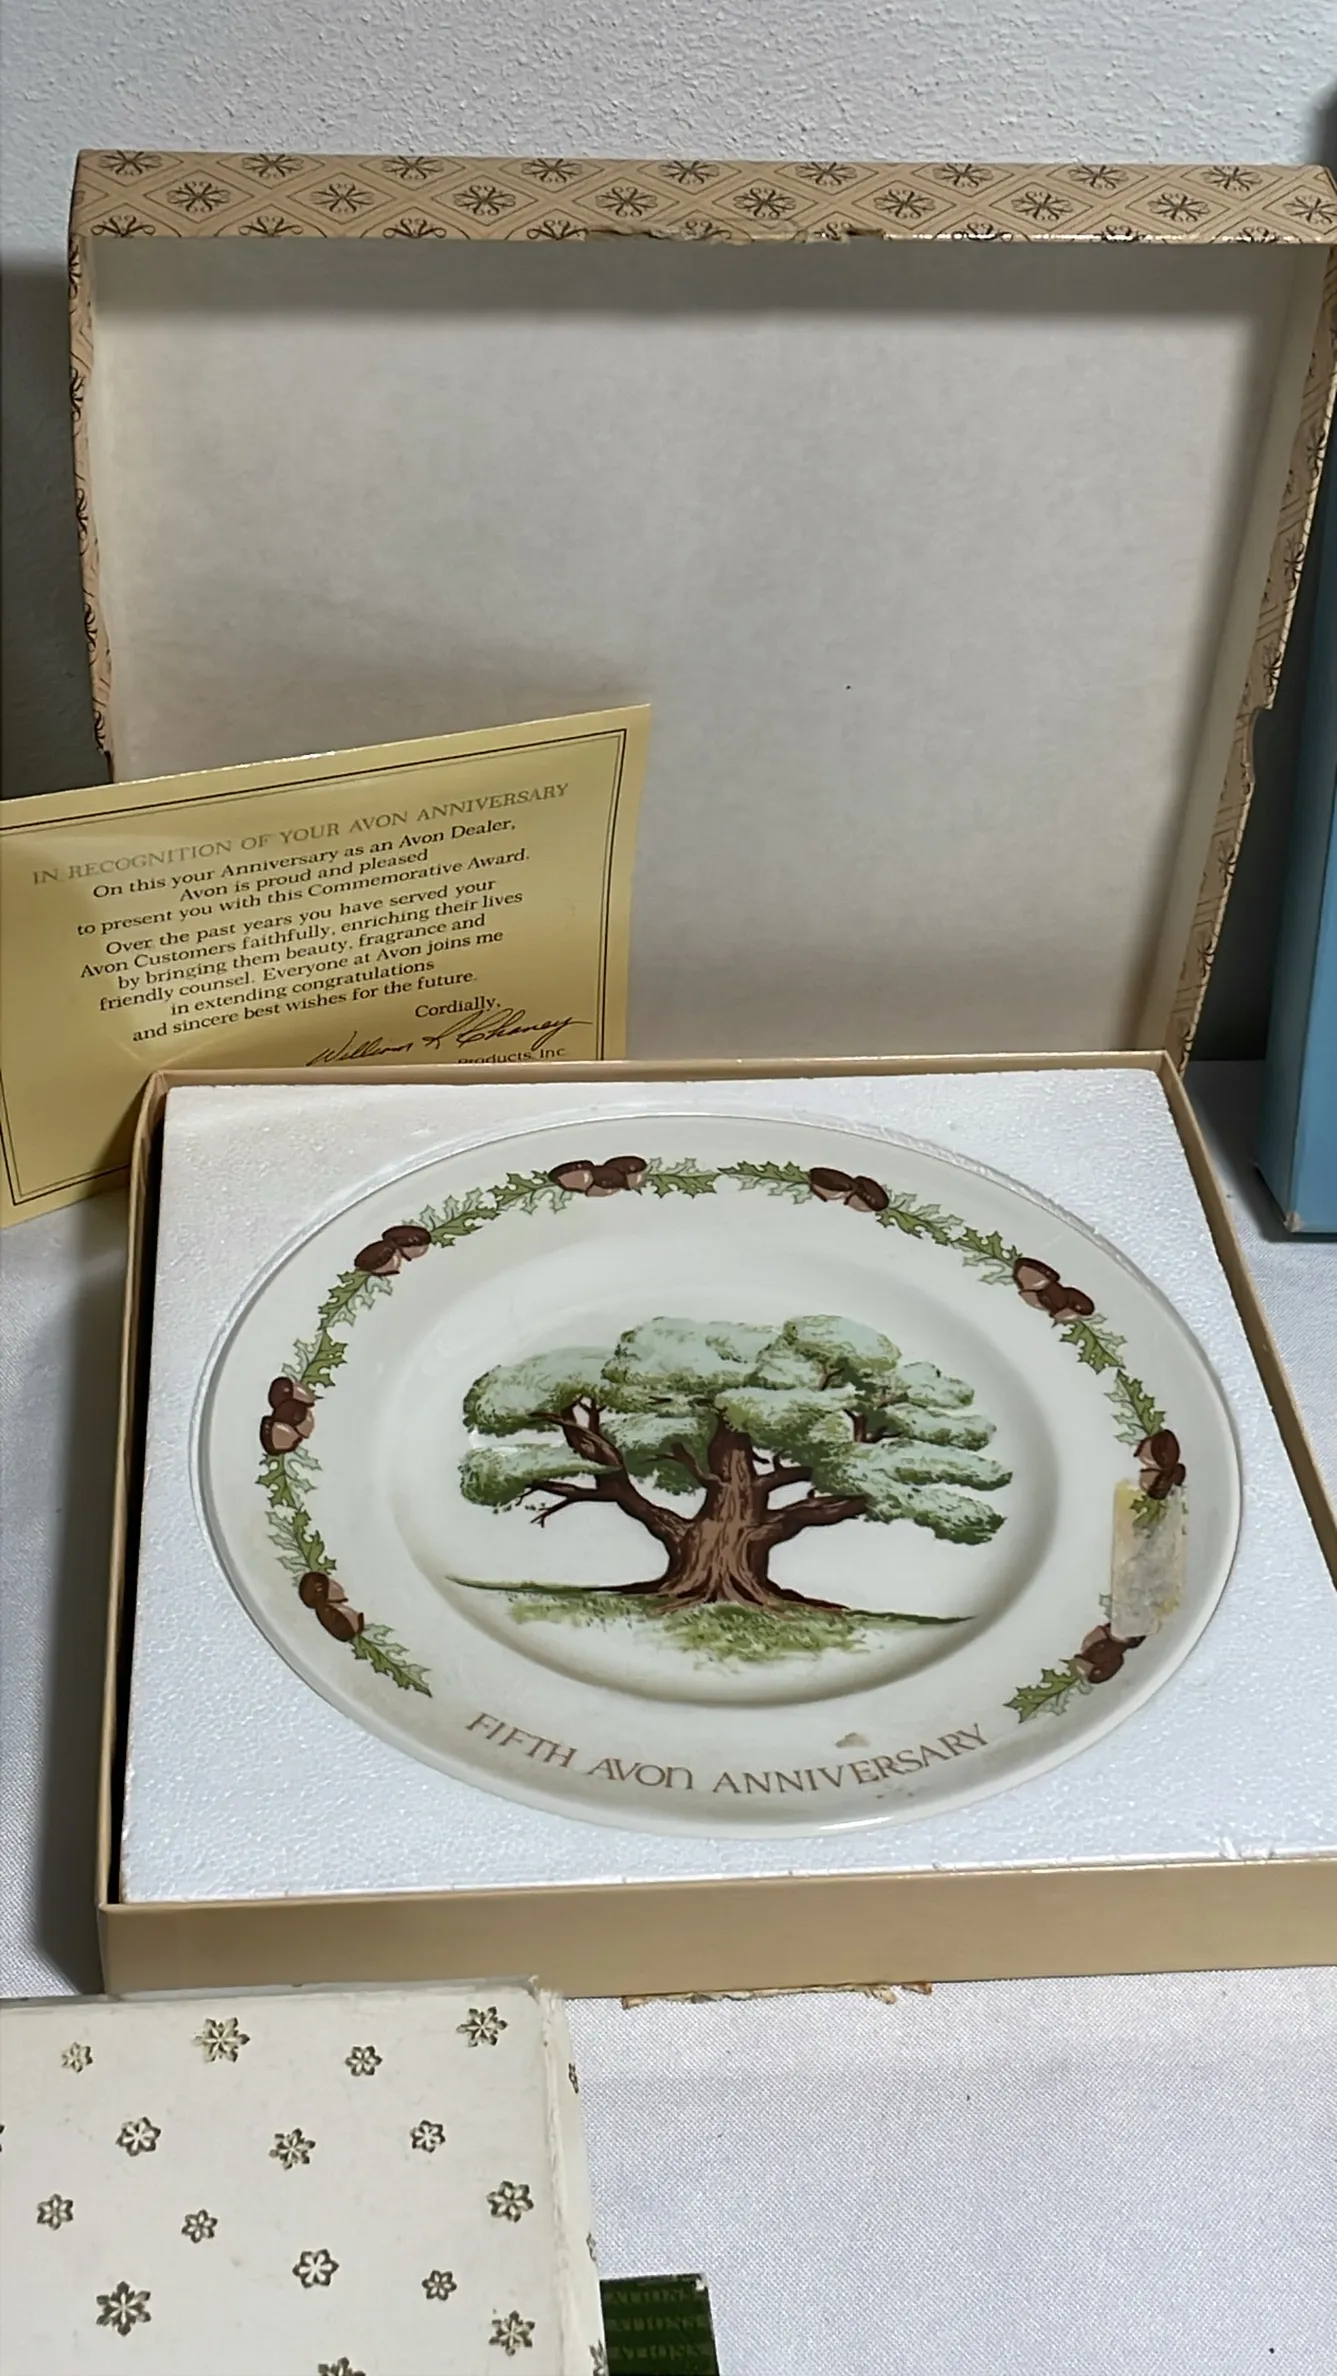 IN RECOGNITION OF YOUR AVON ANNIVERSARY
On this your Anniversary as an Avon Dealer,
Avon is proud and pleased
to present you with this Commemorative Award.
Over the past years you have served your
Avon Customers faithfully, enriching their lives
by bringing them beauty, fragrance and
friendly counsel. Everyone at Avon joins me
in extending congratulations
and sincere best wishes for the future.
Cordially,
William R. Chaney
Products, Inc.
FIFTH AVON ANNIVERSARY